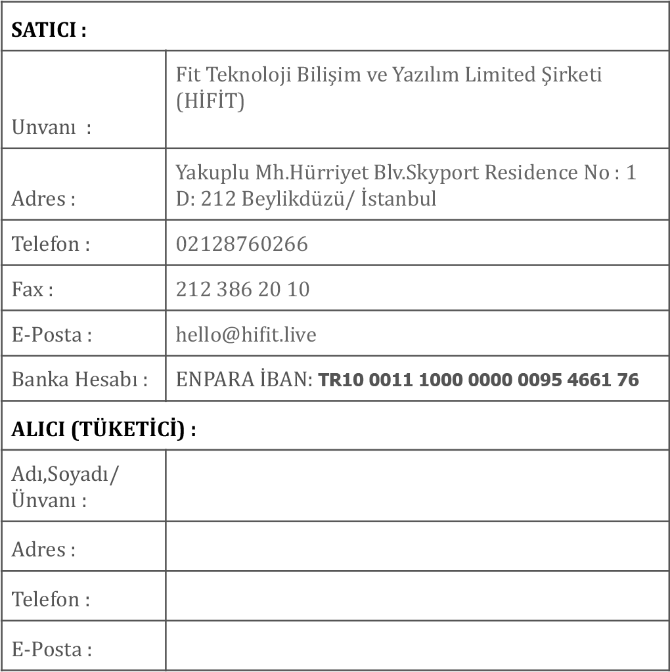 SATICI :
Fit Teknoloji Bilişim ve Yazılım Limited Şirketi
(HİFİT)
Unvanı :
Yakuplu Mh.Hürriyet Blv.Skyport Residence No : 1
Adres :
D: 212 Beylikdüzü/ İstanbul
Telefon :
02128760266
Fax :
212 386 20 10
E-Posta :
hello@hifit.live
Banka Hesabı :
ENPARA İBAN: TR10 0011 1000 0000 0095 4661 76
ALICI (TÜKETİCİ) :
Adı,Soyadı/
Ünvanı :
Adres :
Telefon :
E-Posta :